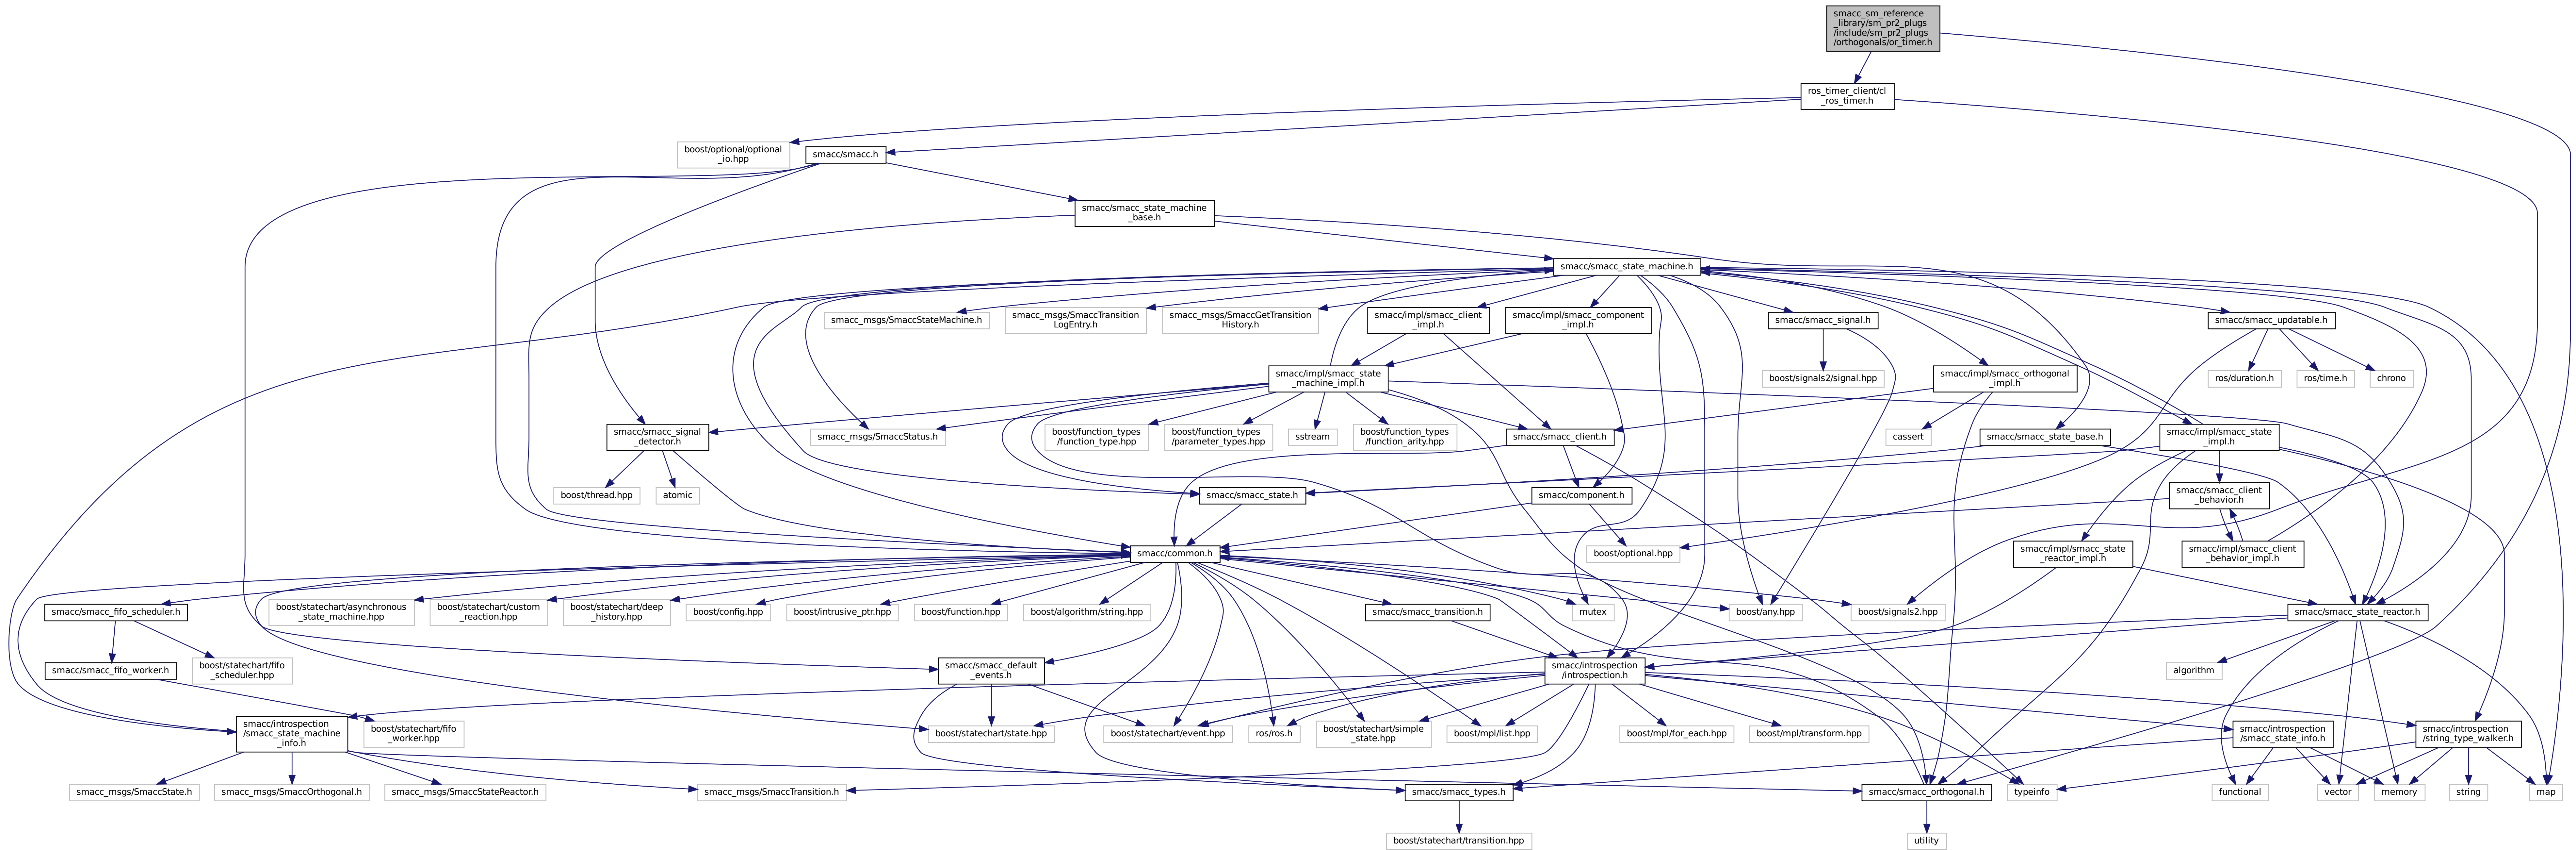 smacc_sm_reference
_library/sm_pr2_plugs
/include/sm_pr2_plugs
/orthogonals/or_timer.h
ros_timer_client/cl
_ros_timer.h
boost/optional/optional
_io.hpp
smacc/smacc.h
smacc/smacc_state_machine
_base.h
smacc/smacc_state_machine.h
smacc_msgs/SmaccStateMachine.h
smacc_msgs/SmaccTransition
LogEntry.h
smacc_msgs/SmaccGetTransition
History.h
smacc/impl/smacc_client
_impl.h
smacc/impl/smacc_component
_impl.h
smacc/smacc_signal.h
smacc/smacc_updatable.h
smacc/impl/smacc_state
_machine_impl.h
boost/signals2/signal.hpp
smacc/impl/smacc_orthogonal
_impl.h
ros/duration.h
ros/time.h
chrono
smacc/smacc_signal
_detector.h
smacc_msgs/SmaccStatus.h
boost/function_types
/function_type.hpp
boost/function_types
/parameter_types.hpp
sstream
boost/function_types
/function_arity.hpp
smacc/smacc_client.h
cassert
smacc/smacc_state_base.h
smacc/impl/smacc_state
_impl.h
boost/thread.hpp
atomic
smacc/smacc_state.h
smacc/component.h
smacc/smacc_client
_behavior.h
smacc/common.h
boost/optional.hpp
smacc/impl/smacc_state
_reactor_impl.h
smacc/impl/smacc_client
_behavior_impl.h
smacc/smacc_fifo_scheduler.h
boost/statechart/asynchronous
_state_machine.hpp
boost/statechart/custom
_reaction.hpp
boost/statechart/deep
_history.hpp
boost/config.hpp
boost/intrusive_ptr.hpp
boost/function.hpp
boost/algorithm/string.hpp
mutex
smacc/smacc_transition.h
boost/any.hpp
boost/signals2.hpp
smacc/smacc_state_reactor.h
smacc/smacc_fifo_worker.h
boost/statechart/fifo
_scheduler.hpp
smacc/smacc_default
_events.h
smacc/introspection
/introspection.h
algorithm
smacc/introspection
/smacc_state_machine
_info.h
boost/statechart/fifo
_worker.hpp
boost/statechart/state.hpp
boost/statechart/event.hpp
ros/ros.h
boost/statechart/simple
_state.hpp
boost/mpl/list.hpp
boost/mpl/for_each.hpp
boost/mpl/transform.hpp
smacc/introspection
/smacc_state_info.h
smacc/introspection
/string_type_walker.h
smacc_msgs/SmaccState.h
smacc_msgs/SmaccOrthogonal.h
smacc_msgs/SmaccStateReactor.h
smacc_msgs/SmaccTransition.h
smacc/smacc_types.h
smacc/smacc_orthogonal.h
typeinfo
functional
vector
memory
string
map
boost/statechart/transition.hpp
utility